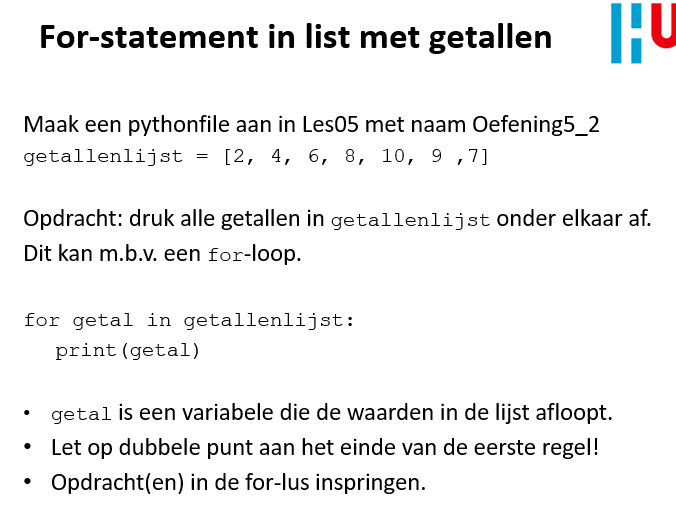 For-statement in list met getallen
HU
Maak een pythonfile aan in Les05 met naam Oefening5_2
getallenlijst = [2, 4, 6, 8, 10, 9 ,7]
Opdracht: druk alle getallen in getallenlijst onder elkaar af.
Dit kan m.b.v. een for-loop.
for getal in getallenlijst:
print(getal)
• getal is een variabele die de waarden in de lijst afloopt.
• Let op dubbele punt aan het einde van de eerste regel!
• Opdracht(en) in de for-lus inspringen.